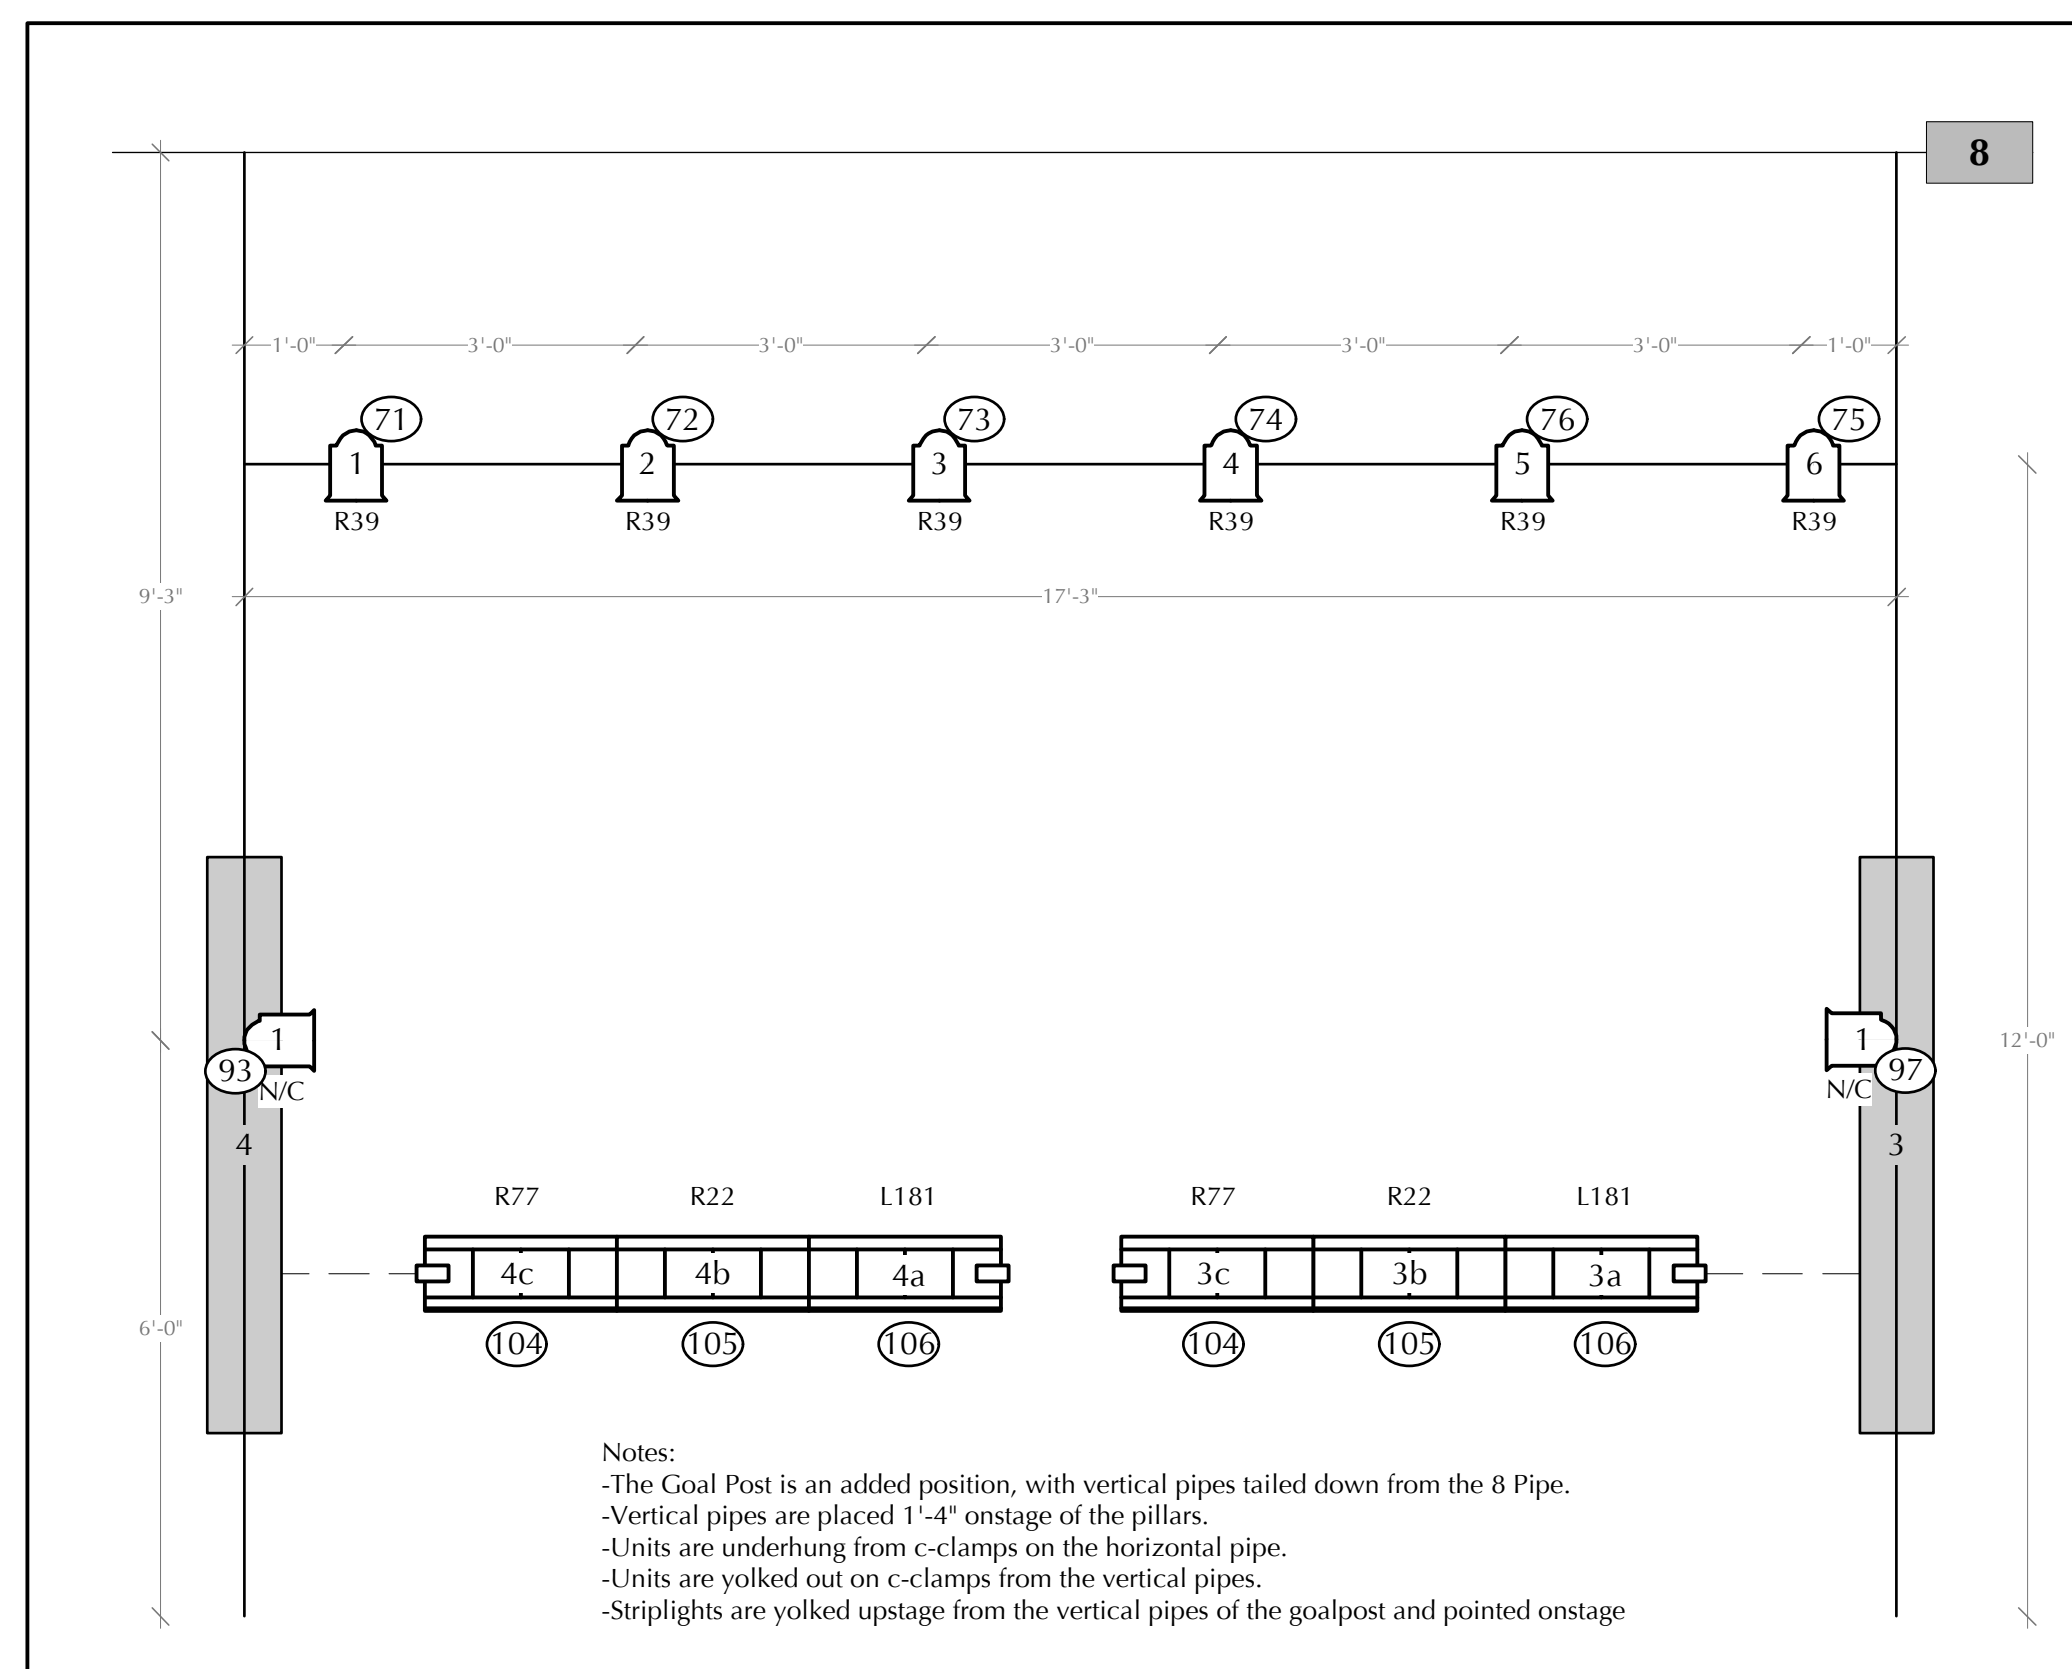 8
1'-0" 3'-0" 3'-0" 3'-0" 3'-0" 3'-0" 1'-0"
71 72 73 74 76 75
1 2 3 4 5 6
R39 R39 R39 R39 R39 R39
9'-3" 17'-3"
1 1 12'-0"
93 97
N/C N/C
4 3
R77 R22 L181 R77 R22 L181
4c 4b 4a 3c 3b 3a
6'-0"
104 105 106 104 105 106
Notes:
-The Goal Post is an added position, with vertical pipes tailed down from the 8 Pipe.
-Vertical pipes are placed 1'-4" onstage of the pillars.
-Units are underhung from c-clamps on the horizontal pipe.
-Units are yolked out on c-clamps from the vertical pipes.
-Striplights are yolked upstage from the vertical pipes of the goalpost and pointed onstage